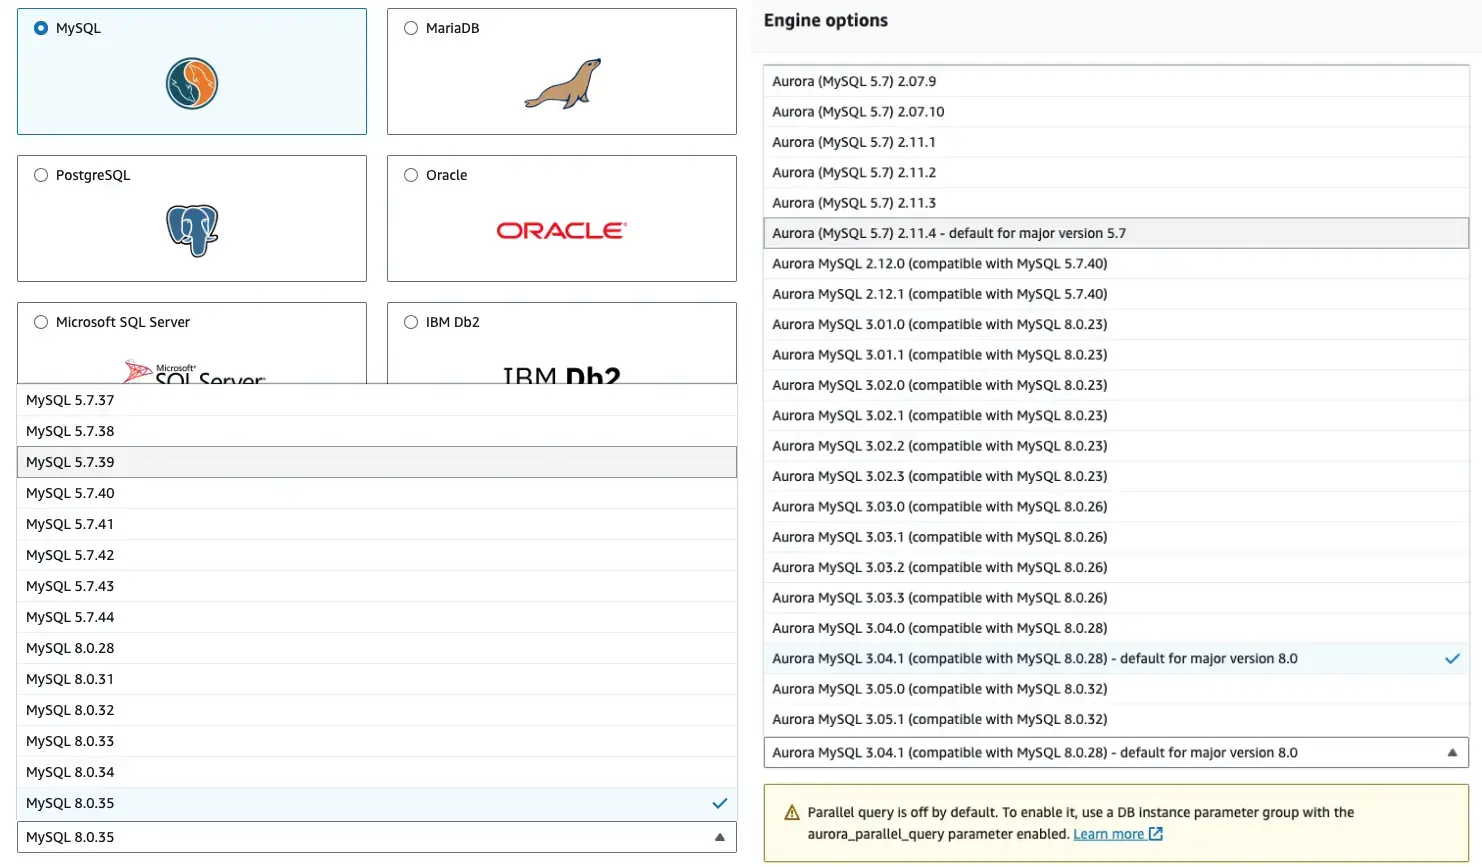 MySQL
MariaDB
PostgreSQL
Oracle
ORACLE
Microsoft SQL Server
Microsoft
SQL Server
IBM Db2
IBM Db2
MySQL 5.7.37
MySQL 5.7.38
MySQL 5.7.39
MySQL 5.7.40
MySQL 5.7.41
MySQL 5.7.42
MySQL 5.7.43
MySQL 5.7.44
MySQL 8.0.28
MySQL 8.0.31
MySQL 8.0.32
MySQL 8.0.33
MySQL 8.0.34
MySQL 8.0.35
MySQL 8.0.35
Engine options
Aurora (MySQL 5.7) 2.07.9
Aurora (MySQL 5.7) 2.07.10
Aurora (MySQL 5.7) 2.11.1
Aurora (MySQL 5.7) 2.11.2
Aurora (MySQL 5.7) 2.11.3
Aurora (MySQL 5.7) 2.11.4 - default for major version 5.7
Aurora MySQL 2.12.0 (compatible with MySQL 5.7.40)
Aurora MySQL 2.12.1 (compatible with MySQL 5.7.40)
Aurora MySQL 3.01.0 (compatible with MySQL 8.0.23)
Aurora MySQL 3.01.1 (compatible with MySQL 8.0.23)
Aurora MySQL 3.02.0 (compatible with MySQL 8.0.23)
Aurora MySQL 3.02.1 (compatible with MySQL 8.0.23)
Aurora MySQL 3.02.2 (compatible with MySQL 8.0.23)
Aurora MySQL 3.02.3 (compatible with MySQL 8.0.23)
Aurora MySQL 3.03.0 (compatible with MySQL 8.0.26)
Aurora MySQL 3.03.1 (compatible with MySQL 8.0.26)
Aurora MySQL 3.03.2 (compatible with MySQL 8.0.26)
Aurora MySQL 3.03.3 (compatible with MySQL 8.0.26)
Aurora MySQL 3.04.0 (compatible with MySQL 8.0.28)
Aurora MySQL 3.04.1 (compatible with MySQL 8.0.28) - default for major version 8.0
Aurora MySQL 3.05.0 (compatible with MySQL 8.0.32)
Aurora MySQL 3.05.1 (compatible with MySQL 8.0.32)
Aurora MySQL 3.04.1 (compatible with MySQL 8.0.28) - default for major version 8.0
Parallel query is off by default. To enable it, use a DB instance parameter group with the
aurora_parallel_query parameter enabled. Learn more